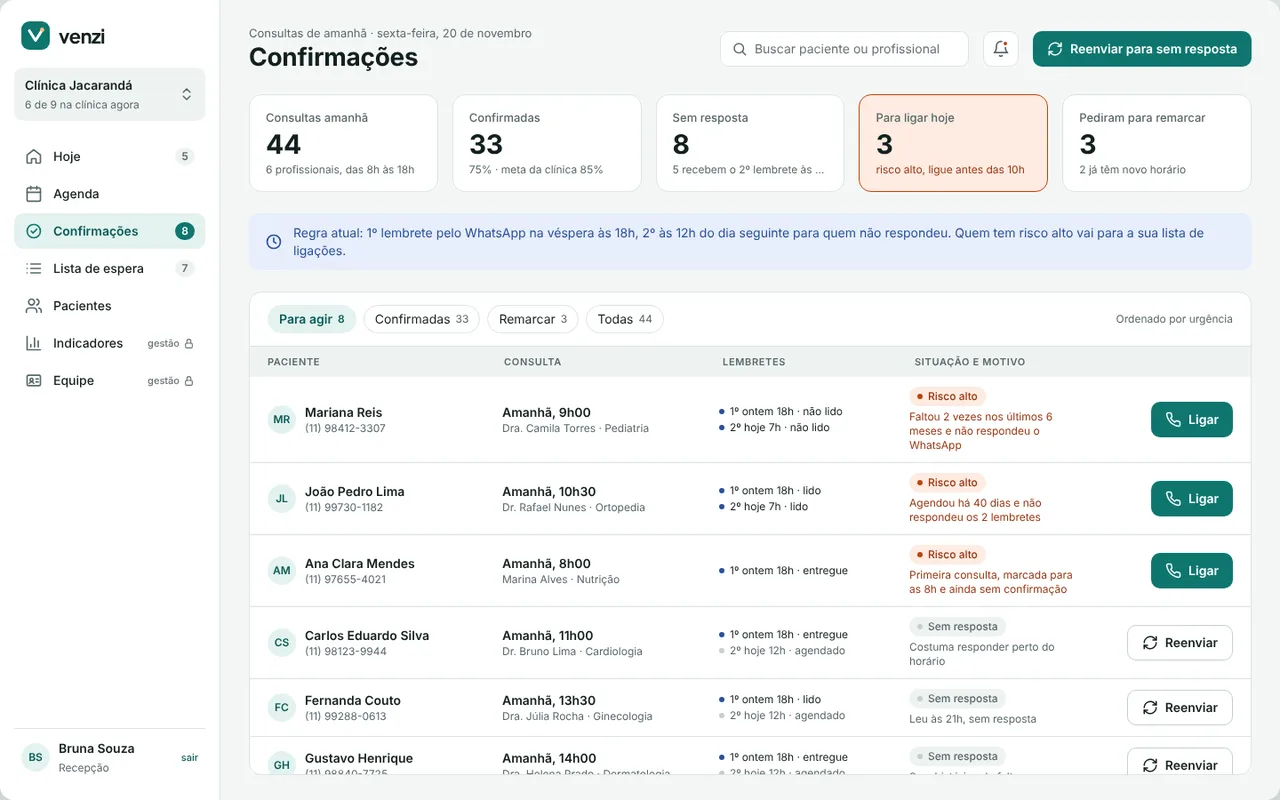 venzi
Clínica Jacarandá
6 de 9 na clínica agora
Hoje 5
Agenda
Confirmações 8
Lista de espera 7
Pacientes
Indicadores gestão
Equipe gestão
BS
Bruna Souza
Recepção
sair
Consultas de amanhã · sexta-feira, 20 de novembro
Confirmações
Buscar paciente ou profissional
Reenviar para sem resposta
Consultas amanhã
44
6 profissionais, das 8h às 18h
Confirmadas
33
75% · meta da clínica 85%
Sem resposta
8
5 recebem o 2º lembrete às ...
Para ligar hoje
3
risco alto, ligue antes das 10h
Pediram para remarcar
3
2 já têm novo horário
Regra atual: 1º lembrete pelo WhatsApp na véspera às 18h, 2º às 12h do dia seguinte para quem não respondeu. Quem tem risco alto vai para a sua lista de
ligações.
Para agir 8 Confirmadas 33 Remarcar 3 Todas 44
Ordenado por urgência
PACIENTE CONSULTA LEMBRETES SITUAÇÃO E MOTIVO
MR
Mariana Reis
(11) 98412-3307
Amanhã, 9h00
Dra. Camila Torres · Pediatria
1º ontem 18h · não lido
2º hoje 7h · não lido
Risco alto
Faltou 2 vezes nos últimos 6
meses e não respondeu o
WhatsApp
Ligar
JL
João Pedro Lima
(11) 99730-1182
Amanhã, 10h30
Dr. Rafael Nunes · Ortopedia
1º ontem 18h · lido
2º hoje 7h · lido
Risco alto
Agendou há 40 dias e não
respondeu os 2 lembretes
Ligar
AM
Ana Clara Mendes
(11) 97655-4021
Amanhã, 8h00
Marina Alves · Nutrição
1º ontem 18h · entregue
Risco alto
Primeira consulta, marcada para
as 8h e ainda sem confirmação
Ligar
CS
Carlos Eduardo Silva
(11) 98123-9944
Amanhã, 11h00
Dr. Bruno Lima · Cardiologia
1º ontem 18h · entregue
2º hoje 12h · agendado
Sem resposta
Costuma responder perto do
horário
Reenviar
FC
Fernanda Couto
(11) 99288-0613
Amanhã, 13h30
Dra. Júlia Rocha · Ginecologia
1º ontem 18h · lido
2º hoje 12h · agendado
Sem resposta
Leu às 21h, sem resposta
Reenviar
GH
Gustavo Henrique
(11) 98840-7725
Amanhã, 14h00
Dra. Helena Prado · Dermatologia
1º ontem 18h · entregue
2º hoje 12h · agendado
Sem resposta
Reenviar